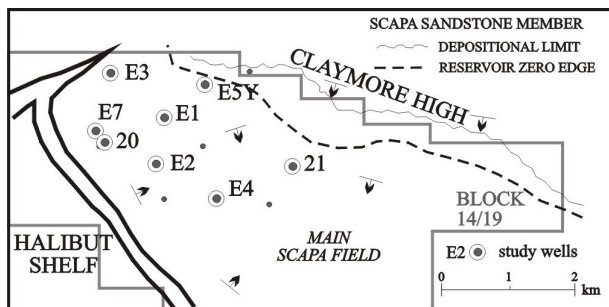 SCAPA SANDSTONE MEMBER
DEPOSITIONAL LIMIT
RESERVOIR ZERO EDGE
CLAYMORE HIGH
E3
E5Y
E7
E1
20
E2
21
E4
BLOCK
14/19
HALIBUT
SHELF
MAIN
SCAPA FIELD
E2 study wells
0 1 2
km